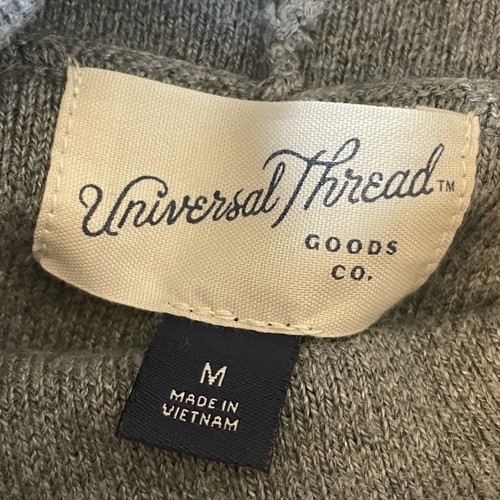 Universal Thread™
GOODS
CO.
M
MADE IN
VIETNAM